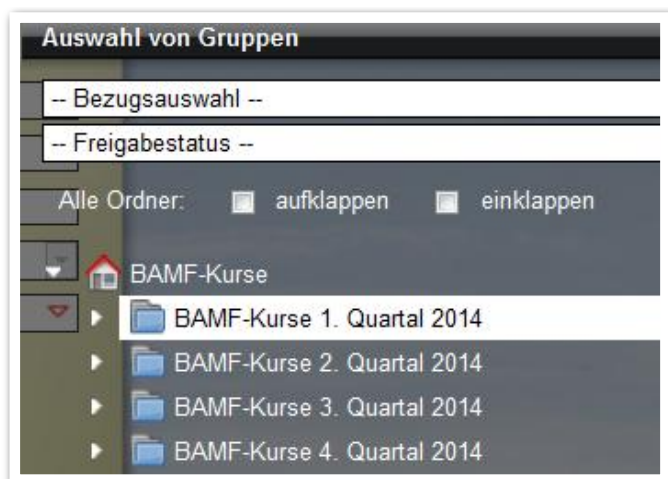 Auswahl von Gruppen
-- Bezugsauswahl --
-- Freigabestatus --
Alle Ordner: aufklappen einklappen
BAMF-Kurse
BAMF-Kurse 1. Quartal 2014
BAMF-Kurse 2. Quartal 2014
BAMF-Kurse 3. Quartal 2014
BAMF-Kurse 4. Quartal 2014